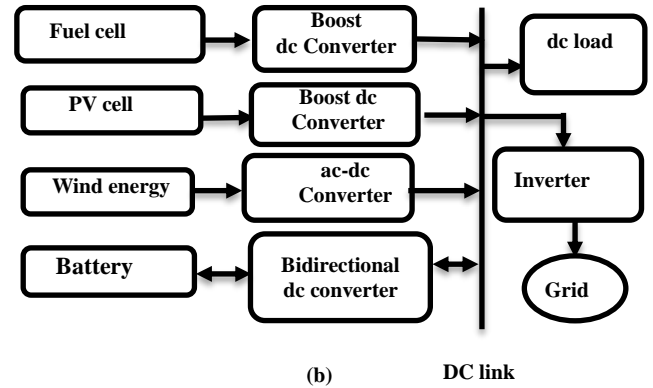 Fuel cell
Boost
dc Converter
dc load
PV cell
Boost dc
Converter
Wind energy
ac-dc
Converter
Inverter
Battery
Bidirectional
dc converter
Grid
(b)
DC link